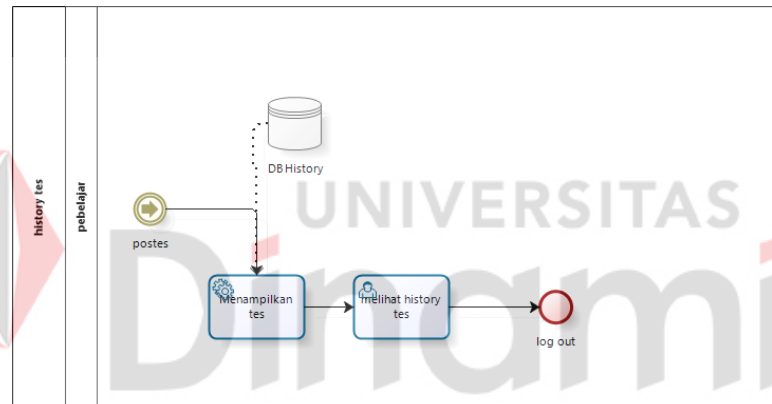 history tes
pebelajar
DB History
UNIVERSITAS
Dinami
postes
Menampilkan
tes
melihat history
tes
log out